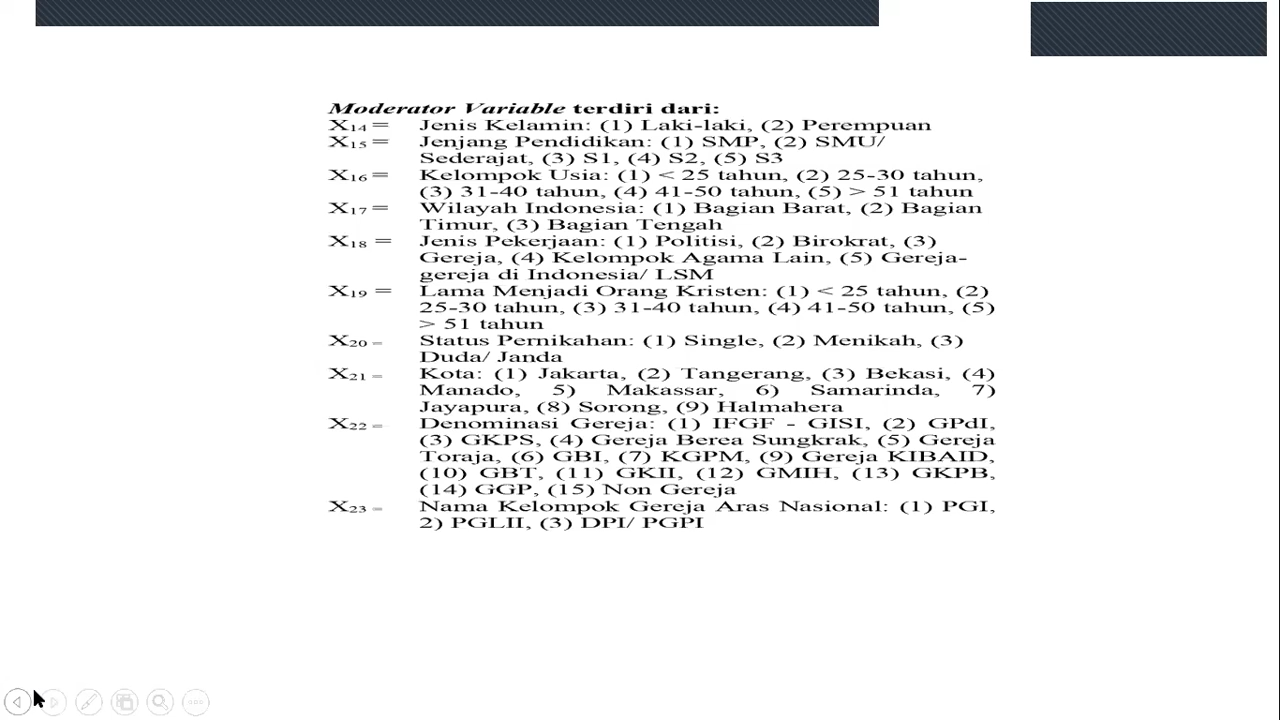 Moderator Variable terdiri dari:
X14 = Jenis Kelamin: (1) Laki-laki, (2) Perempuan
X15 = Jenjang Pendidikan: (1) SMP, (2) SMU/
Sederajat, (3) S1, (4) S2, (5) S3
X16 = Kelompok Usia: (1) < 25 tahun, (2) 25-30 tahun,
(3) 31-40 tahun, (4) 41-50 tahun, (5) > 51 tahun
X17 = Wilayah Indonesia: (1) Bagian Barat, (2) Bagian
Timur, (3) Bagian Tengah
X18 = Jenis Pekerjaan: (1) Politisi, (2) Birokrat, (3)
Gereja, (4) Kelompok Agama Lain, (5) Gereja-
gereja di Indonesia/ LSM
X19 = Lama Menjadi Orang Kristen: (1) < 25 tahun, (2)
25-30 tahun, (3) 31-40 tahun, (4) 41-50 tahun, (5)
> 51 tahun
X20 = Status Pernikahan: (1) Single, (2) Menikah, (3)
Duda/ Janda
X21 = Kota: (1) Jakarta, (2) Tangerang, (3) Bekasi, (4)
Manado, 5) Makassar, 6) Samarinda, 7)
Jayapura, (8) Sorong, (9) Halmahera
X22 = Denominasi Gereja: (1) IFGF - GISI, (2) GPdI,
(3) GKPS, (4) Gereja Berea Sungkrak, (5) Gereja
Toraja, (6) GBI, (7) KGPM, (9) Gereja KIBAID,
(10) GBT, (11) GKII, (12) GMIH, (13) GKPB,
(14) GGP, (15) Non Gereja
X23 = Nama Kelompok Gereja Aras Nasional: (1) PGI,
2) PGLII, (3) DPI/ PGPI